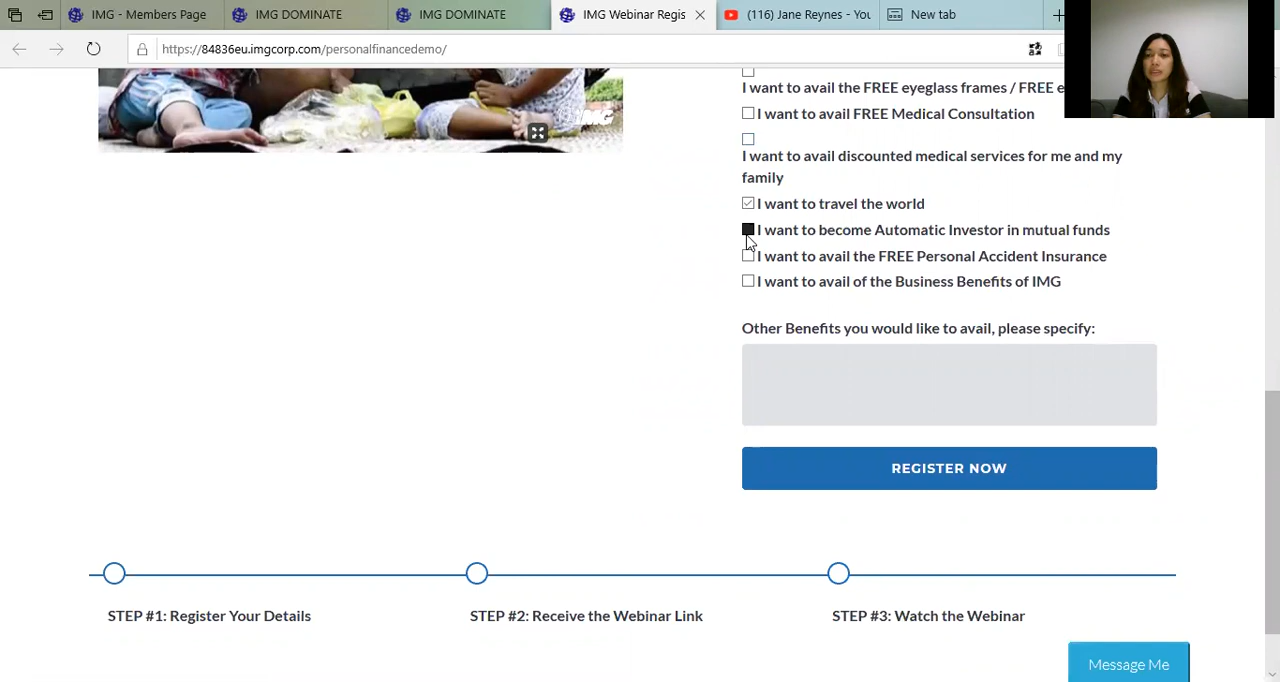 IMG - Members Page
IMG DOMINATE
IMG DOMINATE
IMG Webinar Regis
(116) Jane Reynes - You
New tab
https://84836eu.imgcorp.com/personalfinancedemo/
I want to avail the FREE eyeglass frames / FREE e
I want to avail FREE Medical Consultation
I want to avail discounted medical services for me and my
family
I want to travel the world
I want to become Automatic Investor in mutual funds
I want to avail the FREE Personal Accident Insurance
I want to avail of the Business Benefits of IMG
Other Benefits you would like to avail, please specify:
REGISTER NOW
STEP #1: Register Your Details
STEP #2: Receive the Webinar Link
STEP #3: Watch the Webinar
Message Me
IMG